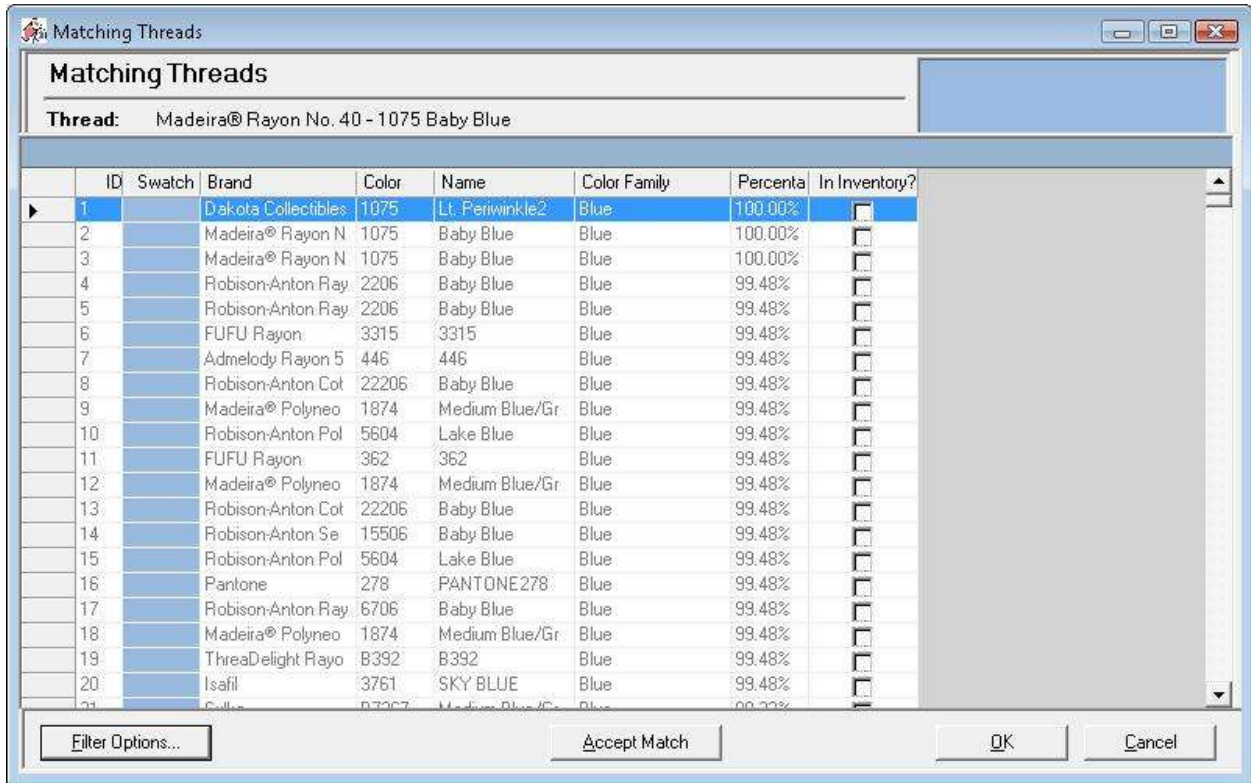 Matching Threads
Matching Threads
Thread: Madeira® Rayon No. 40 - 1075 Baby Blue
ID Swatch Brand Color Name Color Family Percenta In Inventory?
1 Dakota Collectibles 1075 Lt. Periwinkle2 Blue 100.00%
2 Madeira® Rayon N 1075 Baby Blue Blue 100.00%
3 Madeira® Rayon N 1075 Baby Blue Blue 100.00%
4 Robison-Anton Ray 2206 Baby Blue Blue 99.48%
5 Robison-Anton Ray 2206 Baby Blue Blue 99.48%
6 FUFU Rayon 3315 3315 Blue 99.48%
7 Admelody Rayon 5 446 446 Blue 99.48%
8 Robison-Anton Cot 22206 Baby Blue Blue 99.48%
9 Madeira® Polyneo 1874 Medium Blue/Gr Blue 99.48%
10 Robison-Anton Pol 5604 Lake Blue Blue 99.48%
11 FUFU Rayon 362 362 Blue 99.48%
12 Madeira® Polyneo 1874 Medium Blue/Gr Blue 99.48%
13 Robison-Anton Cot 22206 Baby Blue Blue 99.48%
14 Robison-Anton Se 15506 Baby Blue Blue 99.48%
15 Robison-Anton Pol 5604 Lake Blue Blue 99.48%
16 Pantone 278 PANTONE278 Blue 99.48%
17 Robison-Anton Ray 6706 Baby Blue Blue 99.48%
18 Madeira® Polyneo 1874 Medium Blue/Gr Blue 99.48%
19 ThreaDelight Rayo B392 B392 Blue 99.48%
20 Isafil 3761 SKY BLUE Blue 99.48%
Filter Options... Accept Match OK Cancel